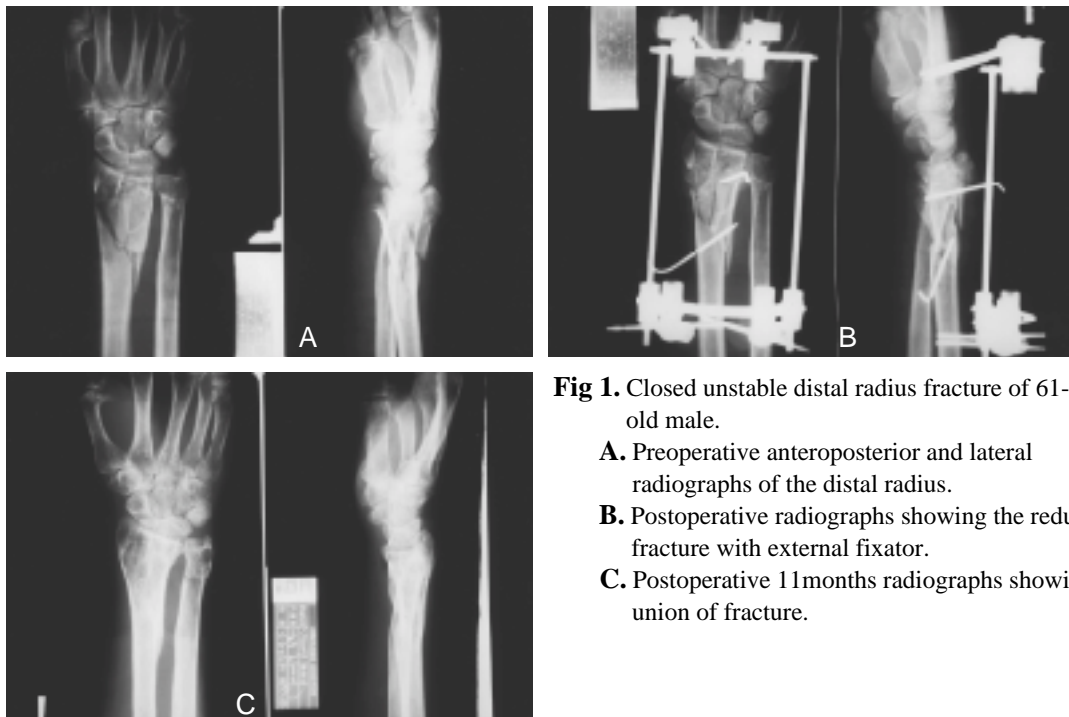 A
B
C
Fig 1. Closed unstable distal radius fracture of 61-
old male.
A. Preoperative anteroposterior and lateral
radiographs of the distal radius.
B. Postoperative radiographs showing the redu
fracture with external fixator.
C. Postoperative 11months radiographs showi
union of fracture.